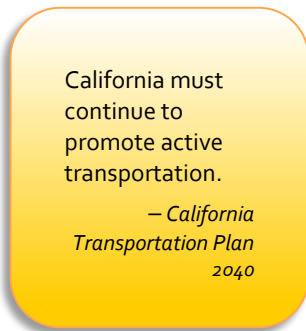 California must
continue to
promote active
transportation.
– California
Transportation Plan
2040